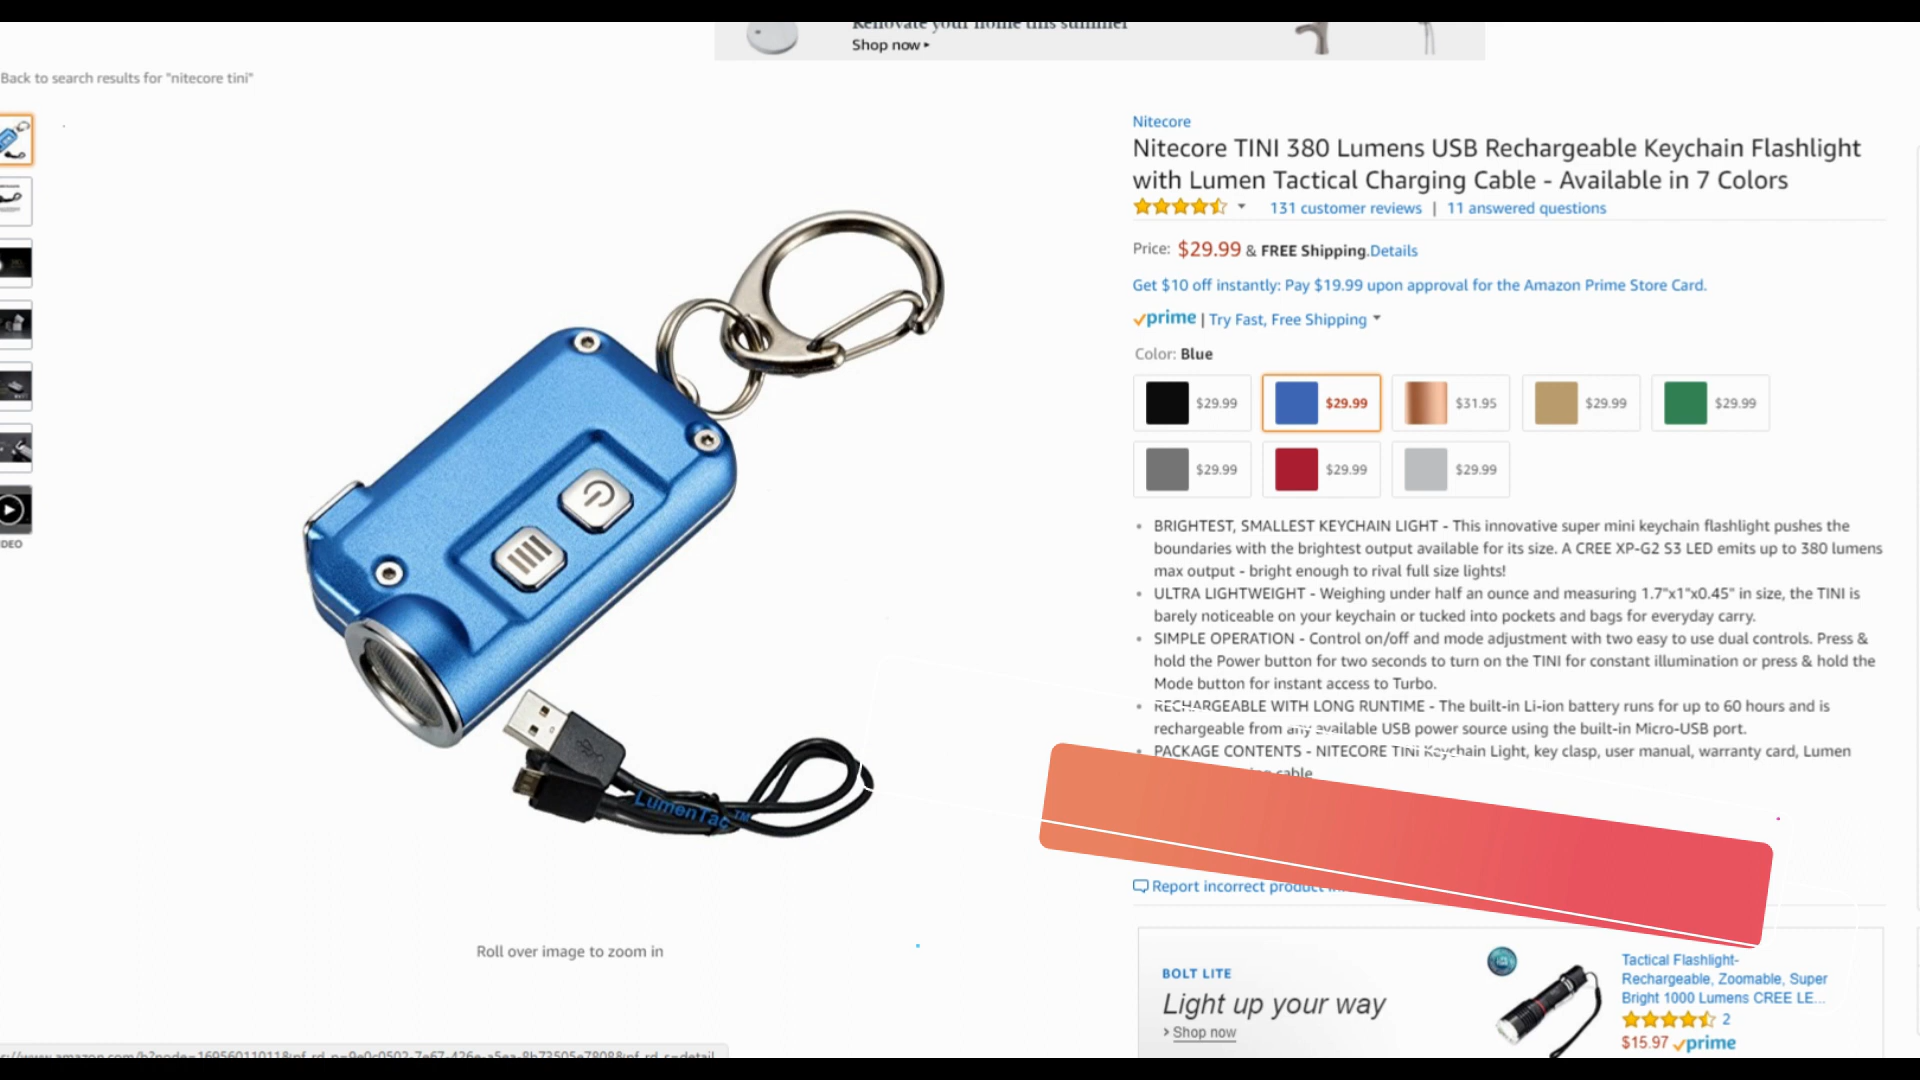 Renovate your home this summer
Shop now
Back to search results for "nitecore tini"
Nitecore
Nitecore TINI 380 Lumens USB Rechargeable Keychain Flashlight
with Lumen Tactical Charging Cable - Available in 7 Colors
131 customer reviews | 11 answered questions
Price: $29.99 & FREE Shipping. Details
Get $10 off instantly: Pay $19.99 upon approval for the Amazon Prime Store Card.
prime | Try Fast, Free Shipping
Color: Blue
$29.99 $29.99 $31.95 $29.99 $29.99
$29.99 $29.99 $29.99
BRIGHTEST, SMALLEST KEYCHAIN LIGHT - This innovative super mini keychain flashlight pushes the
boundaries with the brightest output available for its size. A CREE XP-G2 S3 LED emits up to 380 lumens
max output - bright enough to rival full size lights!
ULTRA LIGHTWEIGHT - Weighing under half an ounce and measuring 1.7"x1"x0.45" in size, the TINI is
barely noticeable on your keychain or tucked into pockets and bags for everyday carry.
SIMPLE OPERATION - Control on/off and mode adjustment with two easy to use dual controls. Press &
hold the Power button for two seconds to turn on the TINI for constant illumination or press & hold the
Mode button for instant access to Turbo.
RECHARGEABLE WITH LONG RUNTIME - The built-in Li-ion battery runs for up to 60 hours and is
rechargeable from any available USB power source using the built-in Micro-USB port.
PACKAGE CONTENTS - NITECORE TINI Keychain Light, key clasp, user manual, warranty card, Lumen
cable
LumenTac™
Report incorrect product
Roll over image to zoom in
BOLT LITE
Light up your way
Shop now
Tactical Flashlight-
Rechargeable, Zoomable, Super
Bright 1000 Lumens CREE LE...
2
$15.97 prime